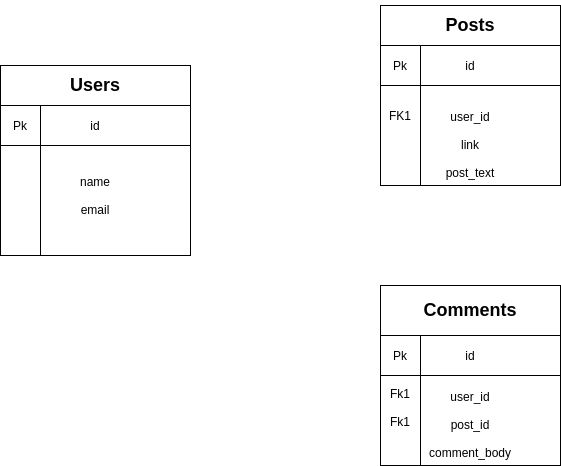 Users
Pk id
name
email
Posts
Pk id
FK1 user_id
link
post_text
Comments
Pk id
Fk1 user_id
Fk1 post_id
comment_body